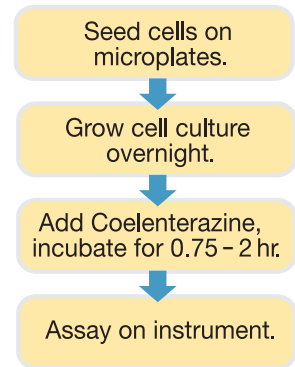 Seed cells on
microplates.
Grow cell culture
overnight.
Add Coelenterazine,
incubate for 0.75 – 2 hr.
Assay on instrument.